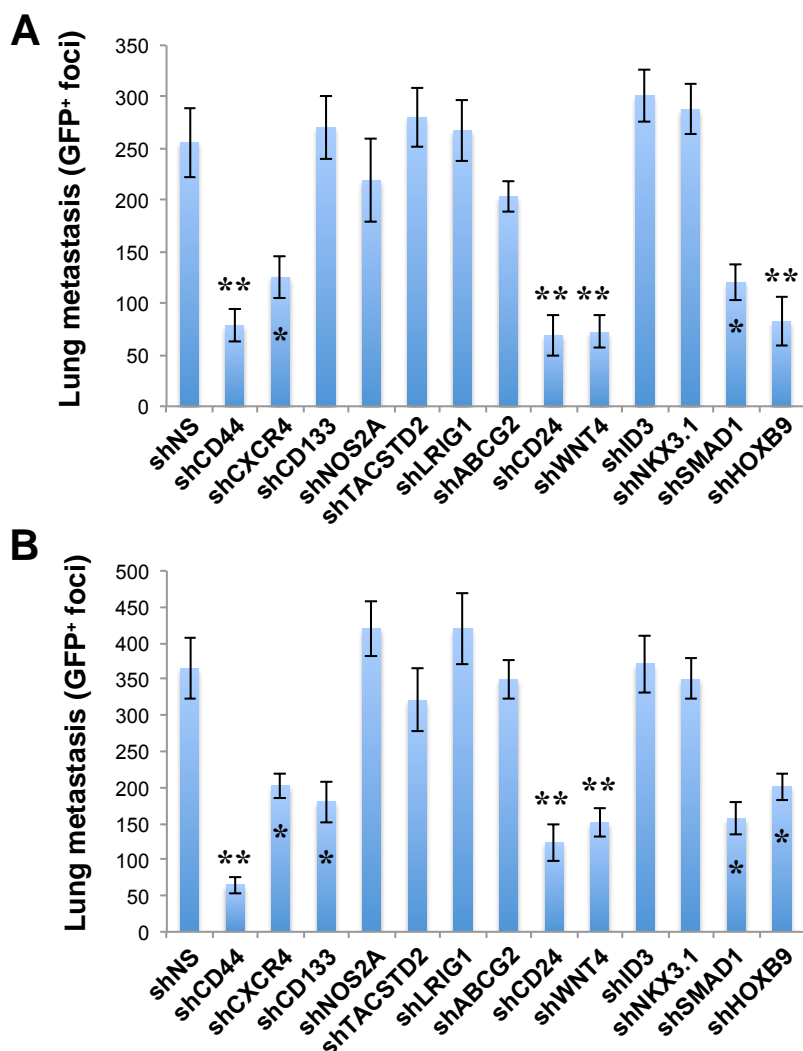 A
Lung metastasis (GFP+ foci)
350
300
250
200
150
100
50
0
**
*
**
**
*
**
shNS
shCD44
shCXCR4
shCD133
shNOS2A
shTACSTD2
shLRIG1
shABCG2
shCD24
shWNT4
shID3
shNKX3.1
shSMAD1
shHOXB9
B
Lung metastasis (GFP+ foci)
500
450
400
350
300
250
200
150
100
50
0
**
*
*
**
**
*
*
shNS
shCD44
shCXCR4
shCD133
shNOS2A
shTACSTD2
shLRIG1
shABCG2
shCD24
shWNT4
shID3
shNKX3.1
shSMAD1
shHOXB9